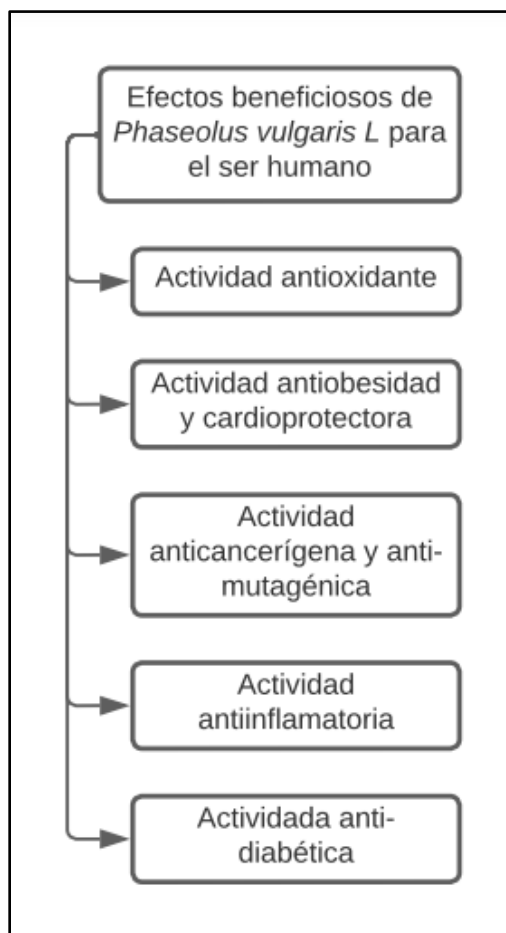 Efectos beneficiosos de
Phaseolus vulgaris L para
el ser humano
Actividad antioxidante
Actividad antiobesidad
y cardioprotectora
Actividad
anticancerígena y anti-
mutagénica
Actividad
antiinflamatoria
Actividada anti-
diabética